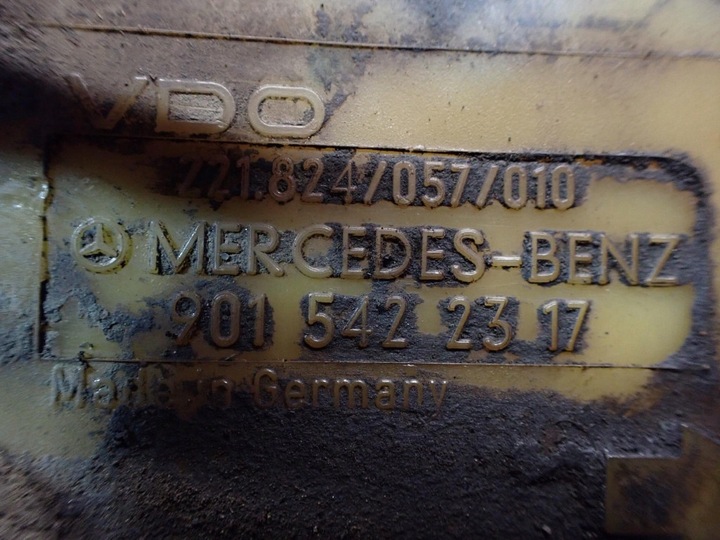 VDO
221.824/057/010
MERCEDES-BENZ
901 542 23 17
Made in Germany